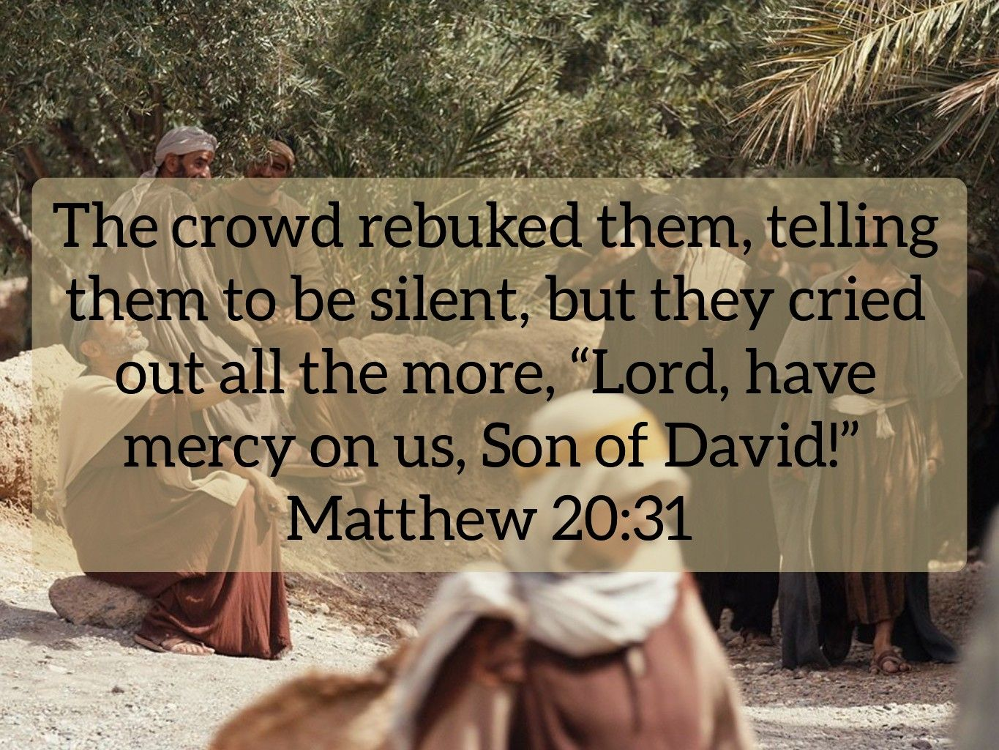 The crowd rebuked them, telling
them to be silent, but they cried
out all the more, “Lord, have
mercy on us, Son of David!”
Matthew 20:31